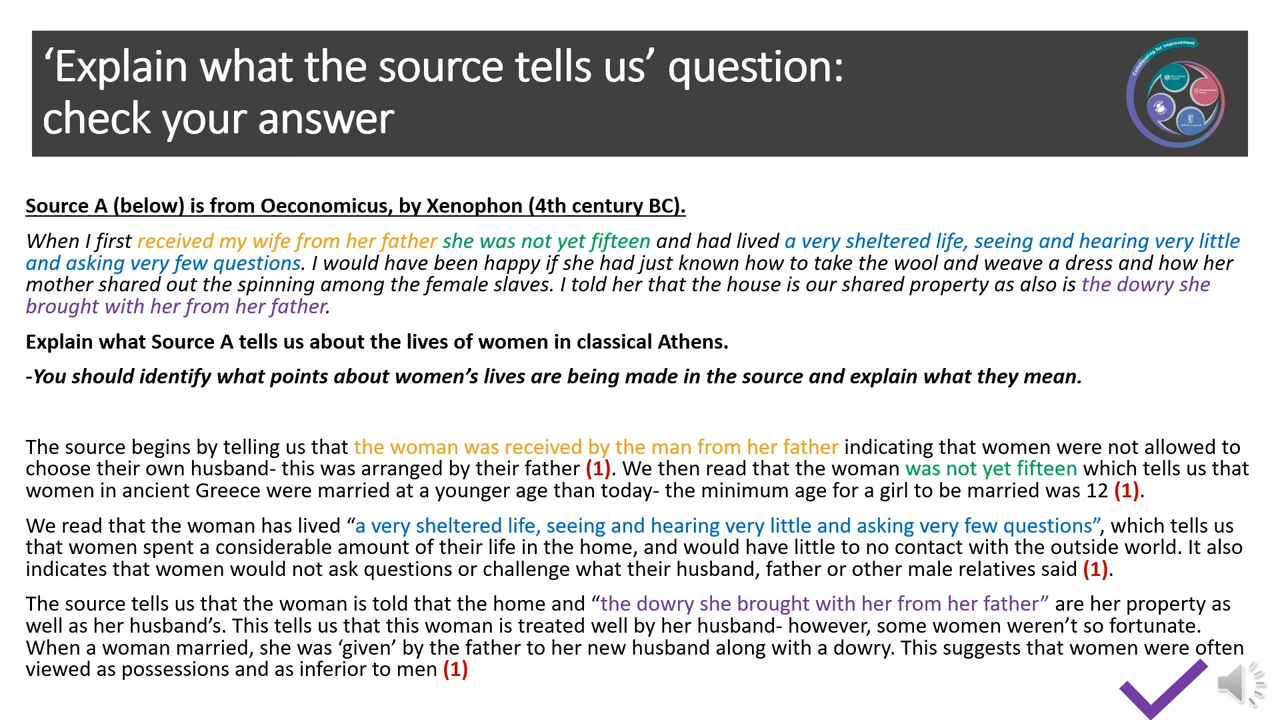 ‘Explain what the source tells us’ question:
check your answer
Collaborating for Improvement
Source A (below) is from Oeconomicus, by Xenophon (4th century BC).
When I first received my wife from her father she was not yet fifteen and had lived a very sheltered life, seeing and hearing very little
and asking very few questions. I would have been happy if she had just known how to take the wool and weave a dress and how her
mother shared out the spinning among the female slaves. I told her that the house is our shared property as also is the dowry she
brought with her from her father.
Explain what Source A tells us about the lives of women in classical Athens.
-You should identify what points about women’s lives are being made in the source and explain what they mean.
The source begins by telling us that the woman was received by the man from her father indicating that women were not allowed to
choose their own husband- this was arranged by their father (1). We then read that the woman was not yet fifteen which tells us that
women in ancient Greece were married at a younger age than today- the minimum age for a girl to be married was 12 (1).
We read that the woman has lived “a very sheltered life, seeing and hearing very little and asking very few questions”, which tells us
that women spent a considerable amount of their life in the home, and would have little to no contact with the outside world. It also
indicates that women would not ask questions or challenge what their husband, father or other male relatives said (1).
The source tells us that the woman is told that the home and “the dowry she brought with her from her father” are her property as
well as her husband’s. This tells us that this woman is treated well by her husband- however, some women weren’t so fortunate.
When a woman married, she was ‘given’ by the father to her new husband along with a dowry. This suggests that women were often
viewed as possessions and as inferior to men (1)